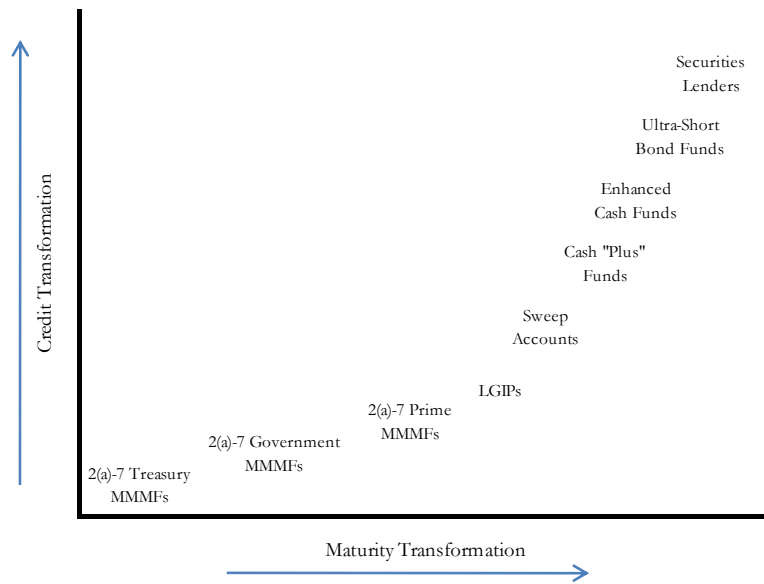 Securities
Lenders
Ultra-Short
Bond Funds
Enhanced
Cash Funds
Cash "Plus"
Funds
Sweep
Accounts
LGIPs
2(a)-7 Prime
MMMFs
2(a)-7 Government
MMMFs
2(a)-7 Treasury
MMMFs
Credit Transformation
Maturity Transformation